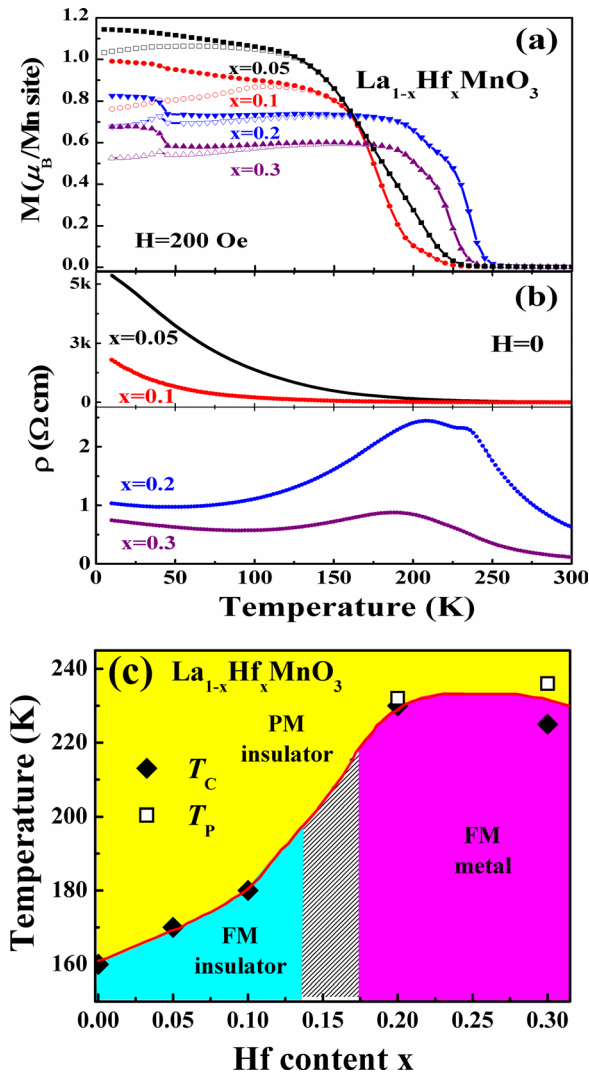 (a)
La₁₋ₓHfₓMnO₃
x=0.05
x=0.1
x=0.2
x=0.3
H=200 Oe
M(μ_B/Mn site)
1.2
1.0
0.8
0.6
0.4
0.2
0.0
(b)
H=0
x=0.05
x=0.1
5k
3k
0
ρ (Ω cm)
x=0.2
x=0.3
2
1
0
0 50 100 150 200 250 300
Temperature (K)
(c) La₁₋ₓHfₓMnO₃
PM
insulator
T_C
T_P
FM
metal
FM
insulator
Temperature (K)
240
220
200
180
160
0.00 0.05 0.10 0.15 0.20 0.25 0.30
Hf content x